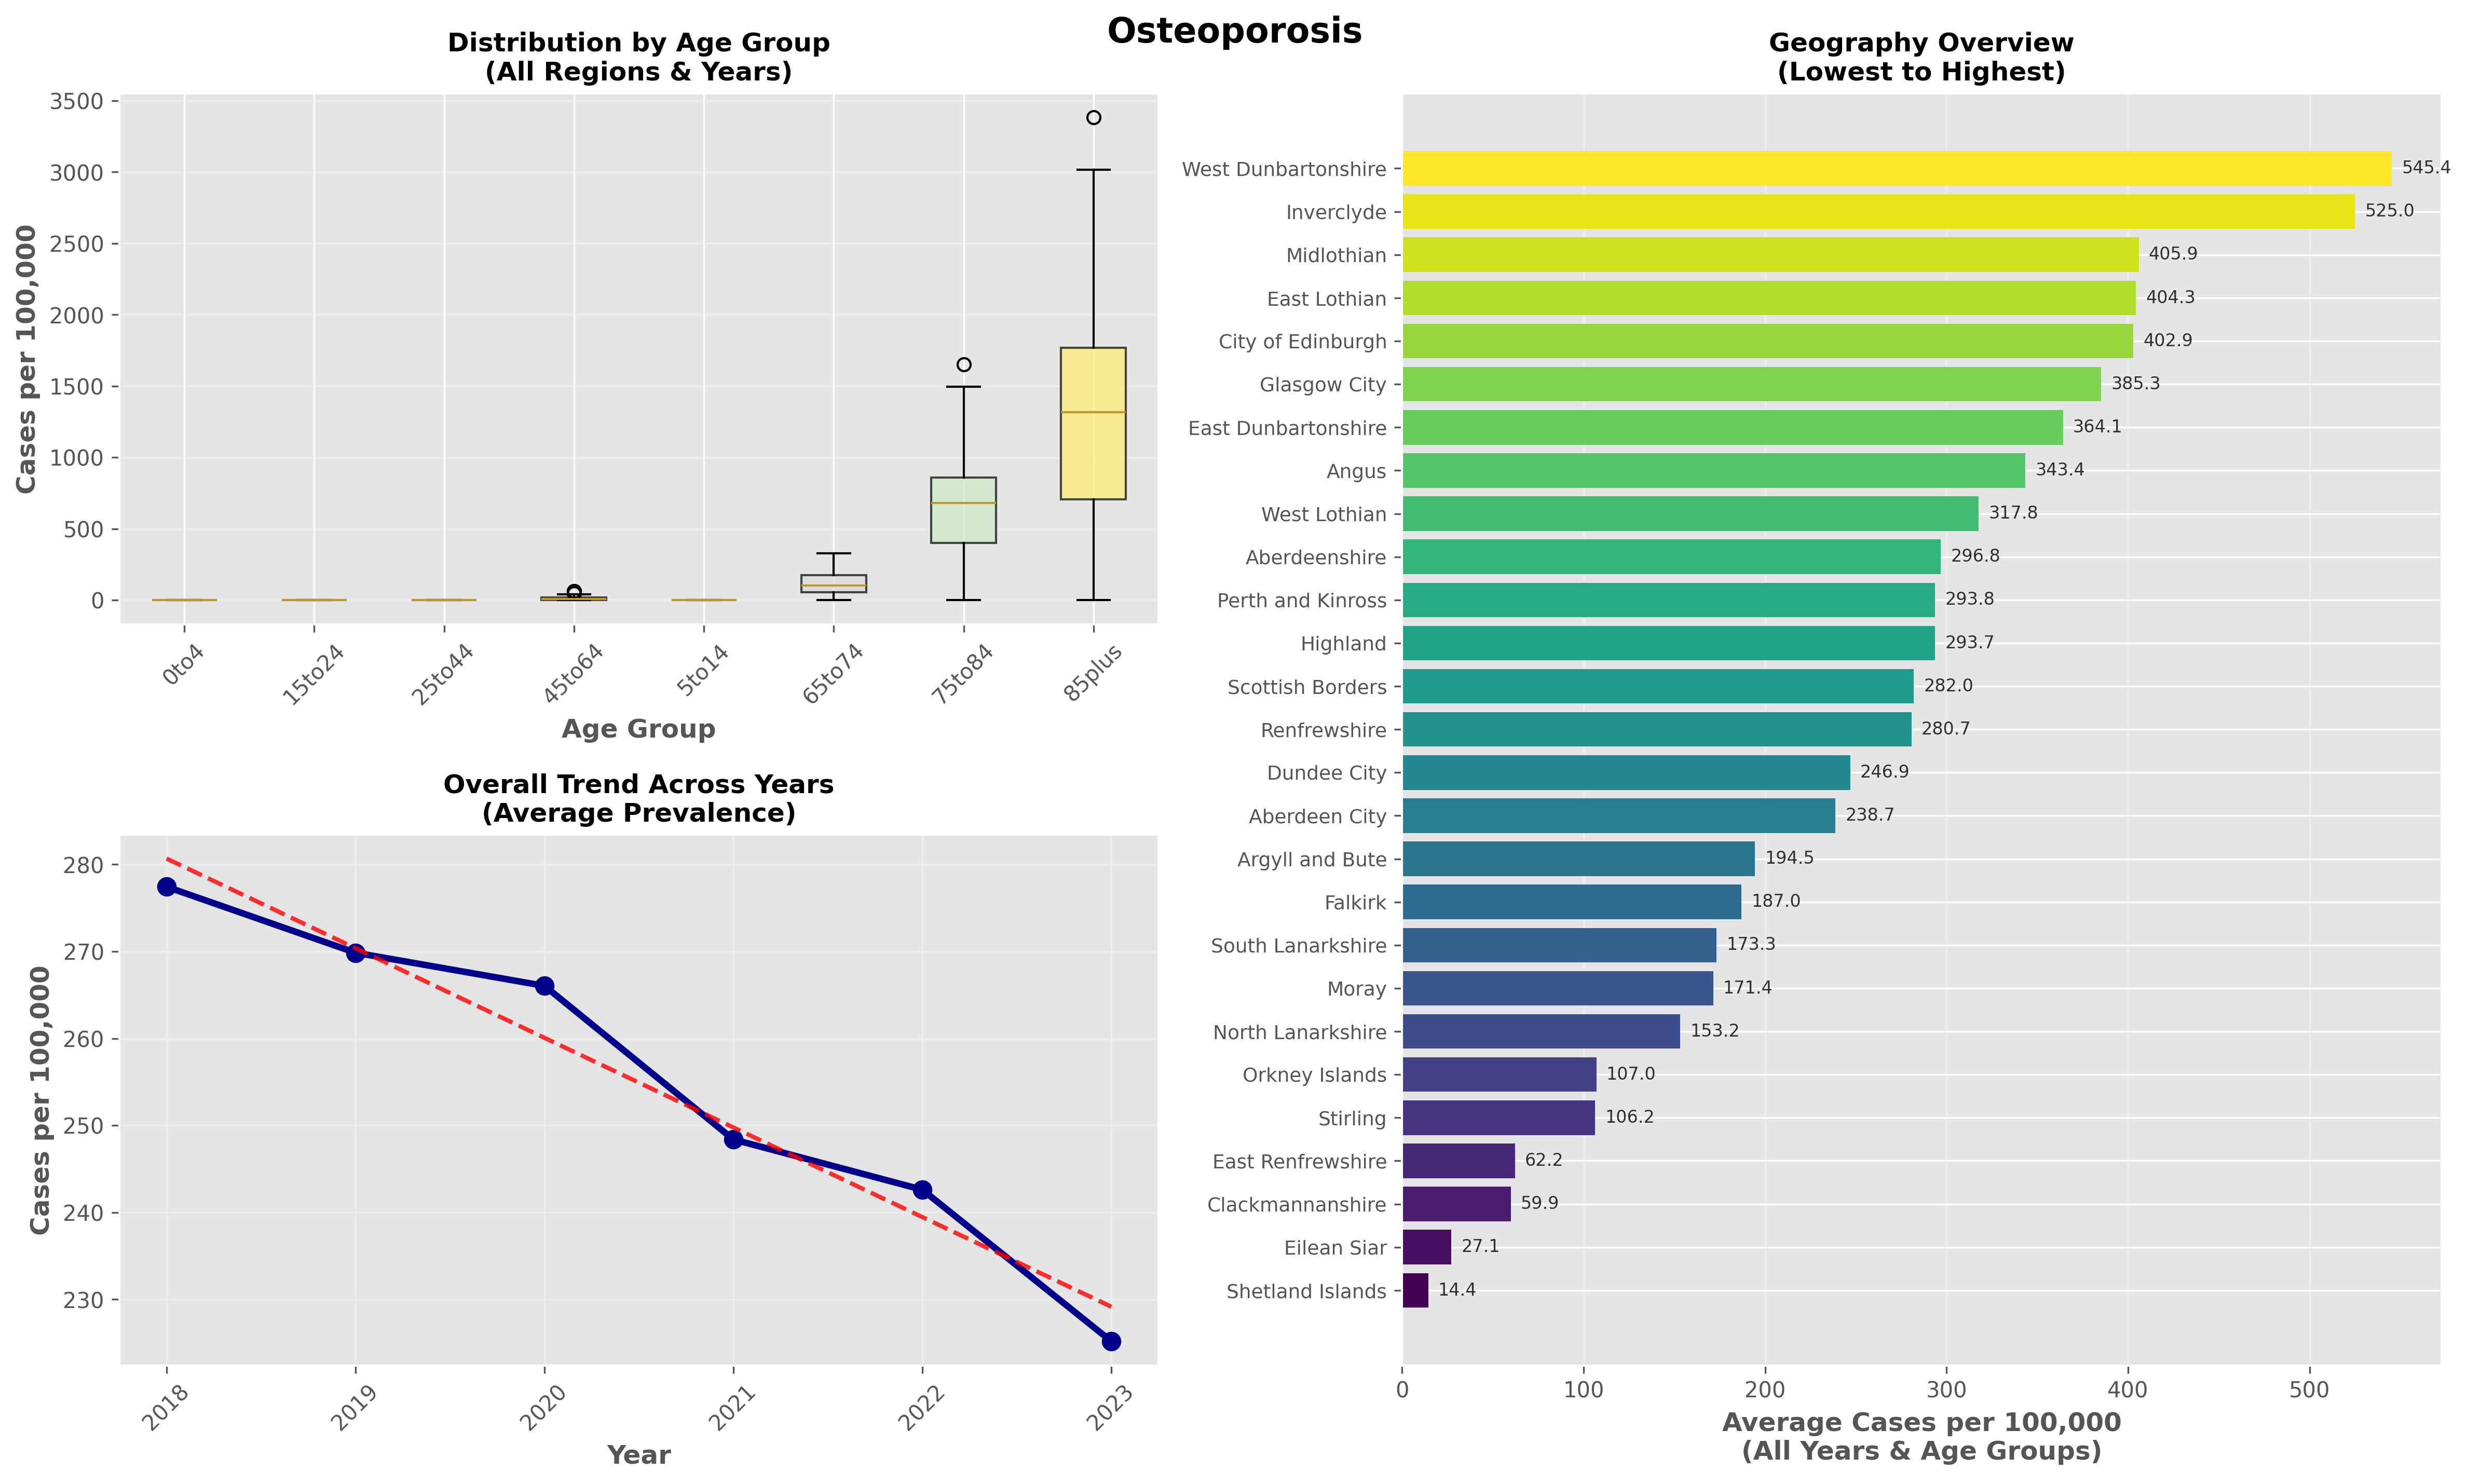 Osteoporosis
Distribution by Age Group
(All Regions & Years)
Cases per 100,000
3500
3000
2500
2000
1500
1000
500
0
0to4
15to24
25to44
45to64
5to14
65to74
75to84
85plus
Age Group
Overall Trend Across Years
(Average Prevalence)
Cases per 100,000
280
270
260
250
240
230
2018
2019
2020
2021
2022
2023
Year
Geography Overview
(Lowest to Highest)
West Dunbartonshire 545.4
Inverclyde 525.0
Midlothian 405.9
East Lothian 404.3
City of Edinburgh 402.9
Glasgow City 385.3
East Dunbartonshire 364.1
Angus 343.4
West Lothian 317.8
Aberdeenshire 296.8
Perth and Kinross 293.8
Highland 293.7
Scottish Borders 282.0
Renfrewshire 280.7
Dundee City 246.9
Aberdeen City 238.7
Argyll and Bute 194.5
Falkirk 187.0
South Lanarkshire 173.3
Moray 171.4
North Lanarkshire 153.2
Orkney Islands 107.0
Stirling 106.2
East Renfrewshire 62.2
Clackmannanshire 59.9
Eilean Siar 27.1
Shetland Islands 14.4
0 100 200 300 400 500
Average Cases per 100,000
(All Years & Age Groups)